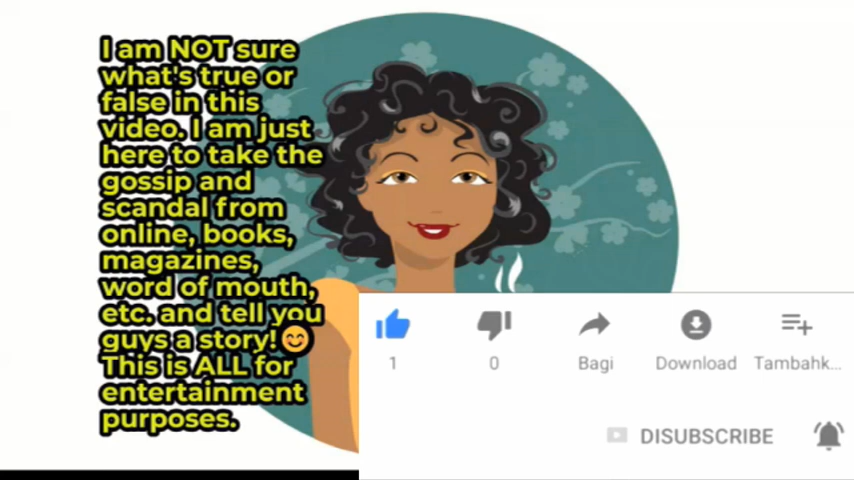 I am NOT sure
what's true or
false in this
video. I am just
here to take the
gossip and
scandal from
online, books,
magazines,
word of mouth,
etc. and tell you
guys a story!😊
This is ALL for
entertainment
purposes.
1 0 Bagi Download Tambahk...
DISUBSCRIBE